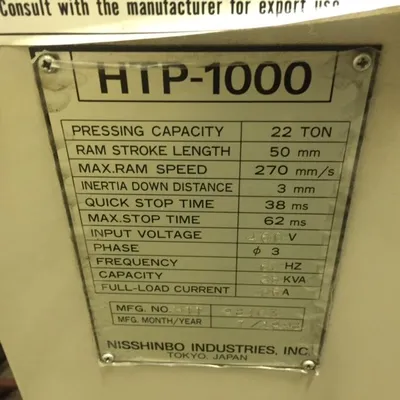 Consult with the manufacturer for export use
HTP-1000
PRESSING CAPACITY 22 TON
RAM STROKE LENGTH 50 mm
MAX.RAM SPEED 270 mm/s
INERTIA DOWN DISTANCE 3 mm
QUICK STOP TIME 38 ms
MAX.STOP TIME 62 ms
INPUT VOLTAGE V
PHASE φ 3
FREQUENCY HZ
CAPACITY KVA
FULL-LOAD CURRENT A
MFG. NO.
MFG. MONTH/YEAR
NISSHINBO INDUSTRIES, INC
TOKYO, JAPAN